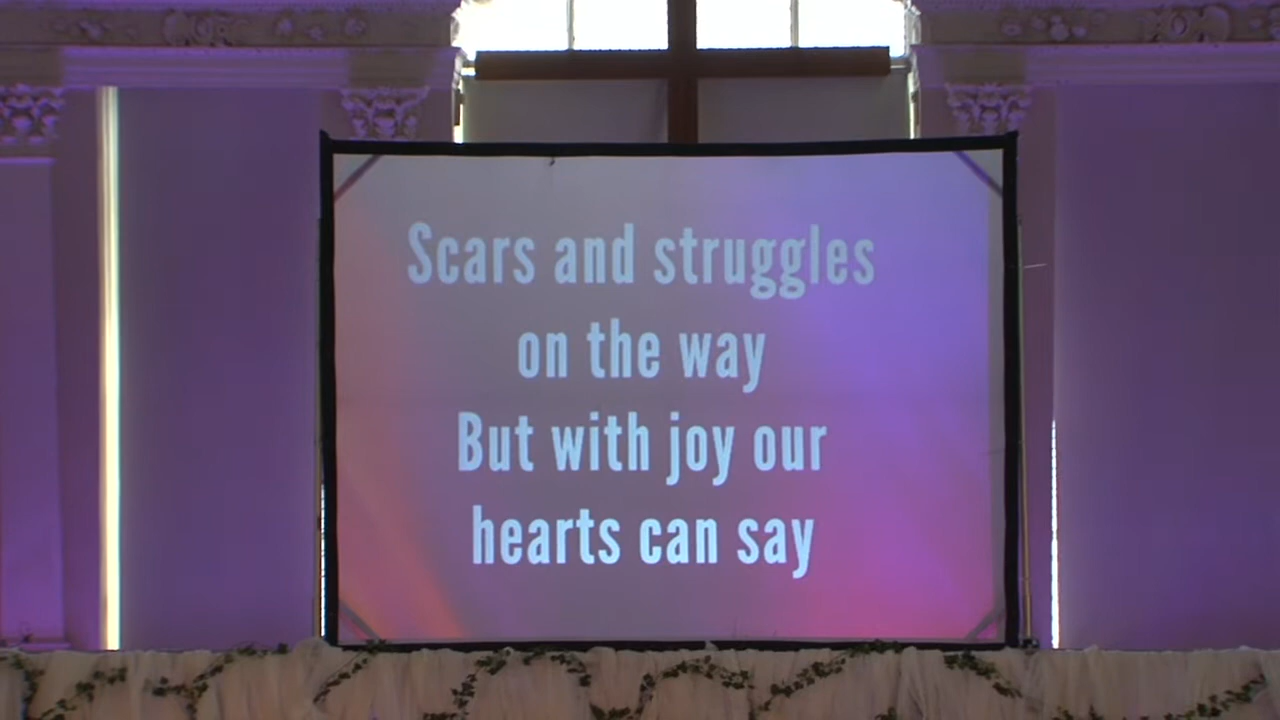 Scars and struggles
on the way
But with joy our
hearts can say